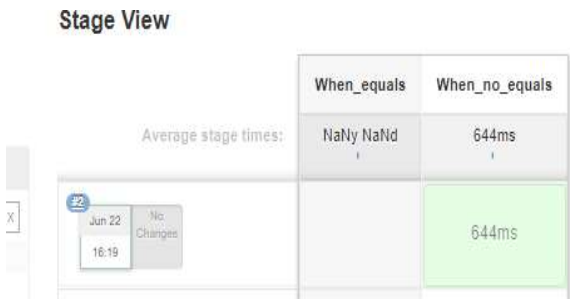 Stage View
When_equals
When_no_equals
Average stage times:
NaNy NaNd
644ms
#2
Jun 22
No
Changes
16:19
644ms
X